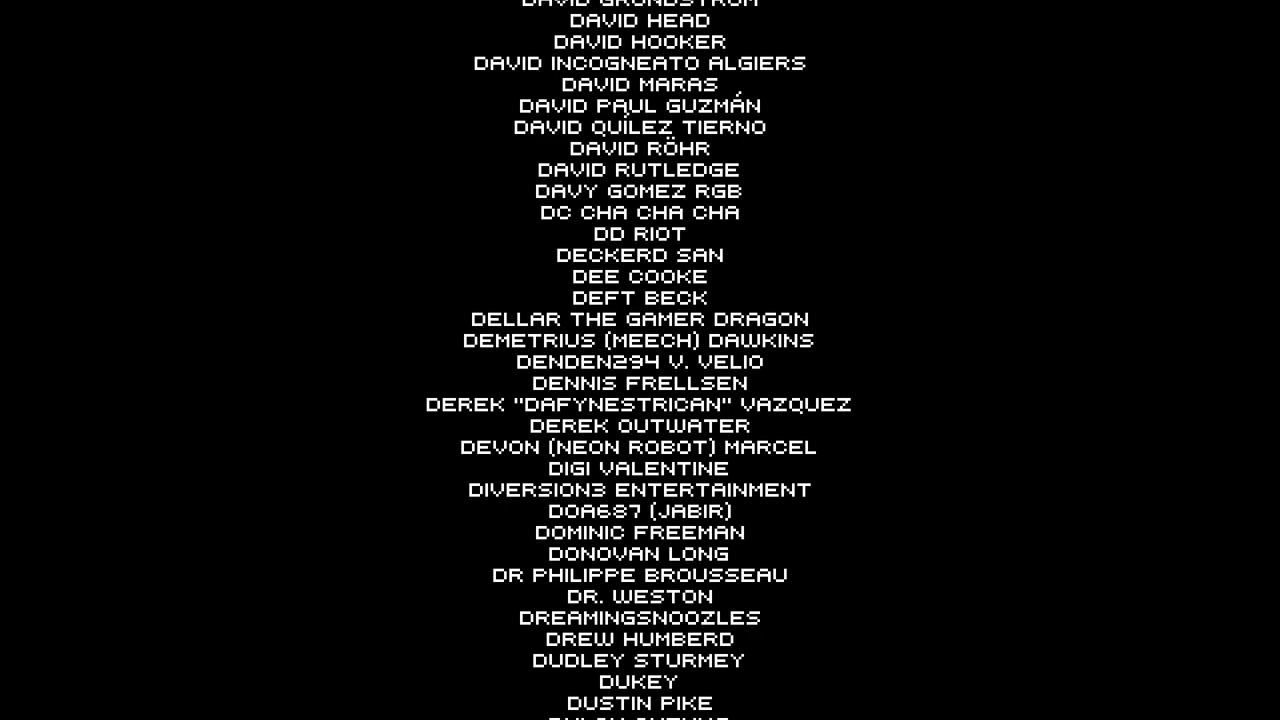 DAVID GRUNDSTROM
DAVID HEAD
DAVID HOOKER
DAVID INCOGNEATO ALGIERS
DAVID MARAS
DAVID PAUL GUZMÁN
DAVID QUÍLEZ TIERNO
DAVID RÖHR
DAVID RUTLEDGE
DAVY GOMEZ RGB
DC CHA CHA CHA
DD RIOT
DECKERD SAN
DEE COOKE
DEFT BECK
DELLAR THE GAMER DRAGON
DEMETRIUS (MEECH) DAWKINS
DENDEN294 V. VELIO
DENNIS FRELLSEN
DEREK "DAFYNESTRICAN" VAZQUEZ
DEREK OUTWATER
DEVON (NEON ROBOT) MARCEL
DIGI VALENTINE
DIVERSION3 ENTERTAINMENT
DOA687 (JABIR)
DOMINIC FREEMAN
DONOVAN LONG
DR PHILIPPE BROUSSEAU
DR. WESTON
DREAMINGSNOOZLES
DREW HUMBERD
DUDLEY STURMEY
DUKEY
DUSTIN PIKE